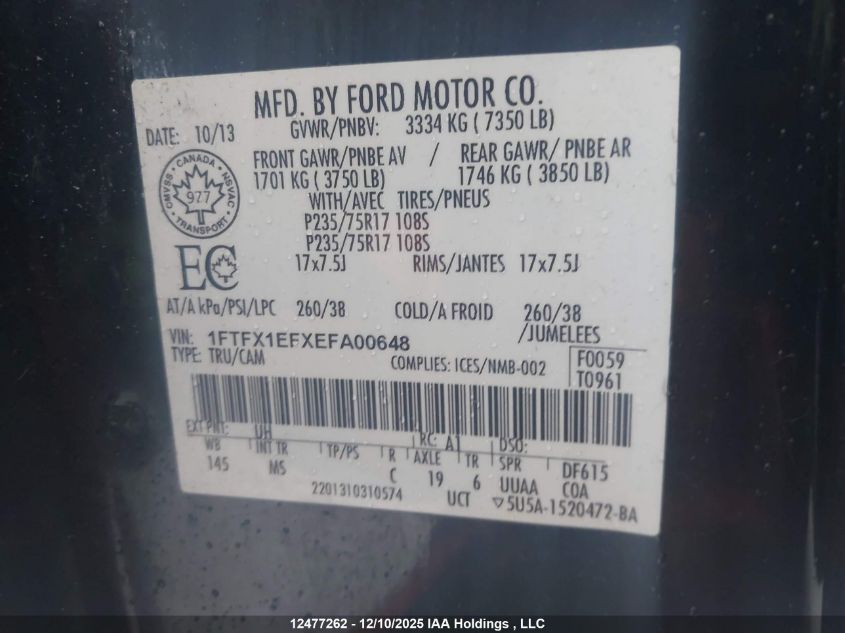 MFD. BY FORD MOTOR CO.
DATE: 10/13 GVWR/PNBV: 3334 KG ( 7350 LB)
FRONT GAWR/PNBE AV / REAR GAWR/ PNBE AR
1701 KG ( 3750 LB) 1746 KG ( 3850 LB)
CANADA
CMVSS NSVAC
927
TRANSPORT
WITH/AVEC TIRES/PNEUS
P235/75R17 108S
P235/75R17 108S
EC
17x7.5J RIMS/JANTES 17x7.5J
AT/A kPa/PSI/LPC 260/38 COLD/A FROID 260/38
/JUMELEES
VIN: 1FTFX1EFXEFA00648
TYPE: TRU/CAM COMPLIES: ICES/NMB-002
F0059
T0961
EXT PNT: UH RC: A1 DSO:
WB INT TR TP/PS R AXLE TR SPR DF615
145 MS C 19 6 UUAA COA
2201310310574 UCT ▽5U5A-1520472-BA
12477262 - 12/10/2025 IAA Holdings , LLC